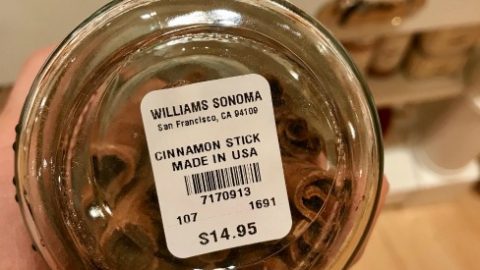 WILLIAMS SONOMA
San Francisco, CA 94109
CINNAMON STICK
MADE IN USA
7170913
107 1691
$14.95